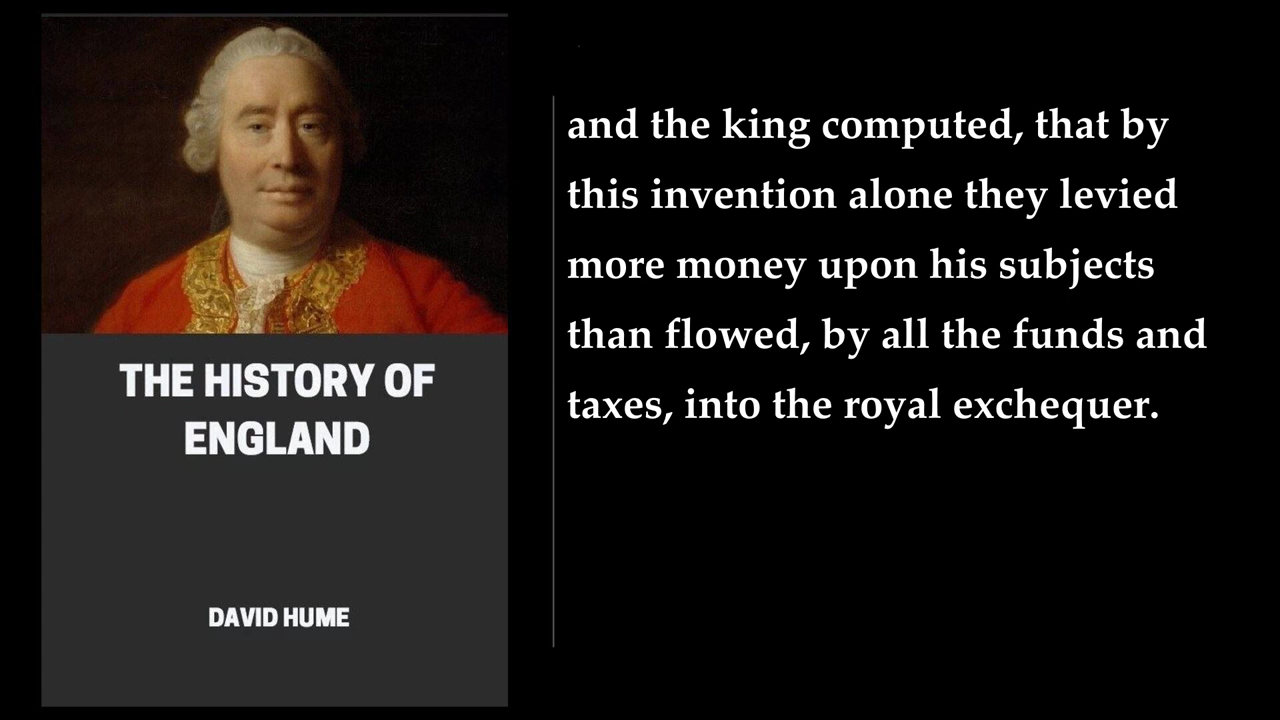 THE HISTORY OF
ENGLAND
DAVID HUME
and the king computed, that by
this invention alone they levied
more money upon his subjects
than flowed, by all the funds and
taxes, into the royal exchequer.